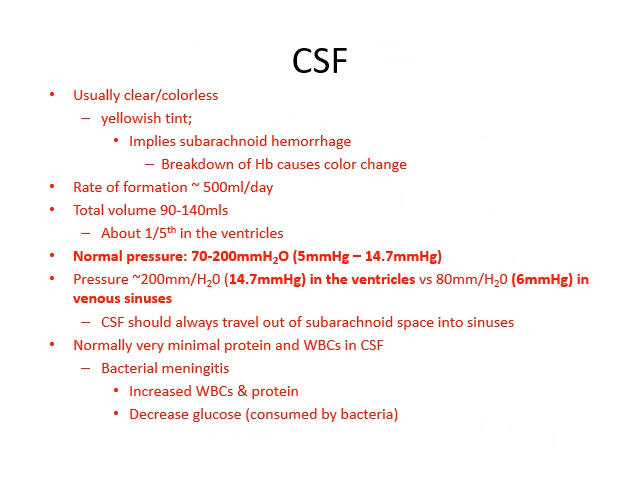 CSF
• Usually clear/colorless
– yellowish tint;
• Implies subarachnoid hemorrhage
– Breakdown of Hb causes color change
• Rate of formation ~ 500ml/day
• Total volume 90-140mls
– About 1/5th in the ventricles
• Normal pressure: 70-200mmH₂O (5mmHg – 14.7mmHg)
• Pressure ~200mm/H₂0 (14.7mmHg) in the ventricles vs 80mm/H₂0 (6mmHg) in
venous sinuses
– CSF should always travel out of subarachnoid space into sinuses
• Normally very minimal protein and WBCs in CSF
– Bacterial meningitis
• Increased WBCs & protein
• Decrease glucose (consumed by bacteria)